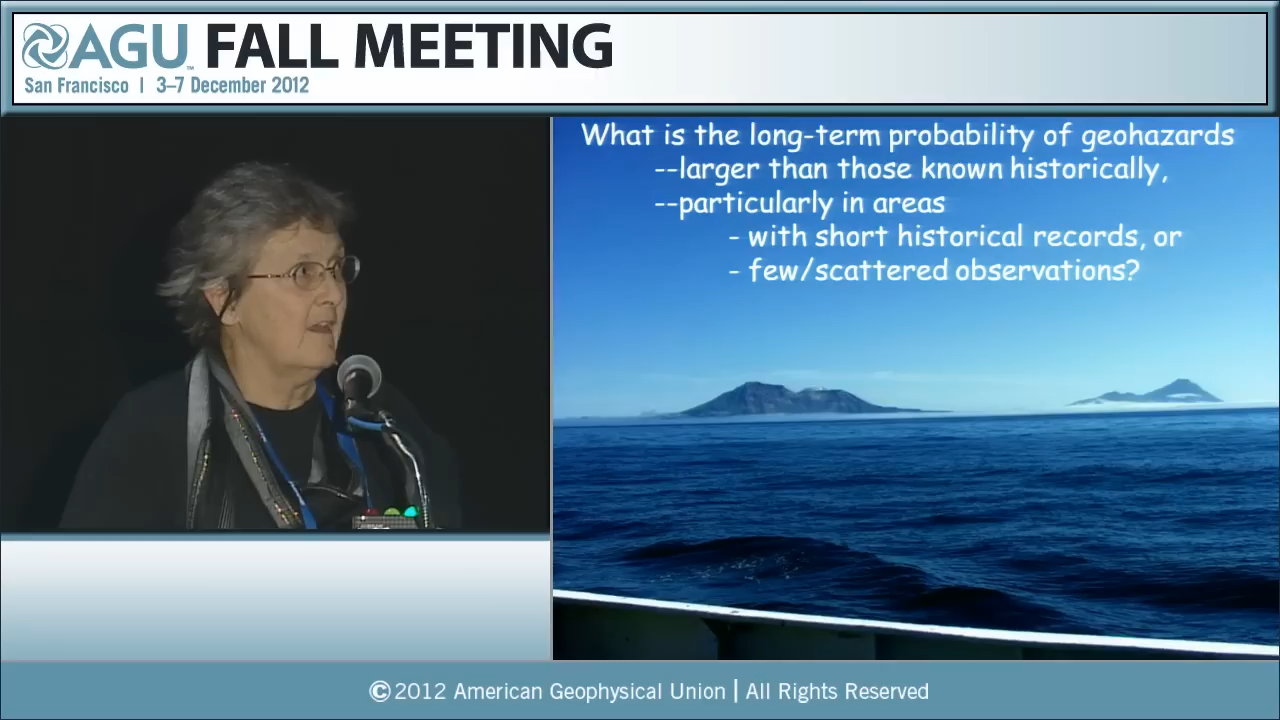 AGU™ FALL MEETING
San Francisco | 3–7 December 2012
What is the long-term probability of geohazards
--larger than those known historically,
--particularly in areas
- with short historical records, or
- few/scattered observations?
©2012 American Geophysical Union | All Rights Reserved